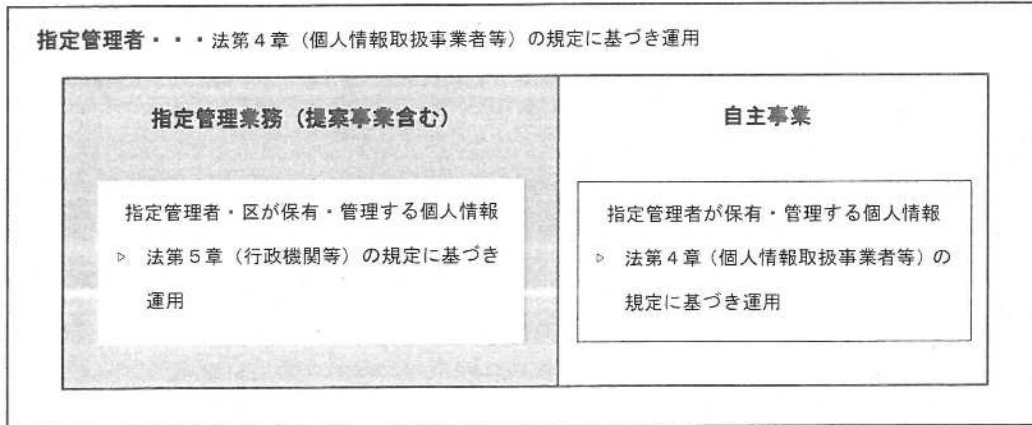 指定管理者・・・法第４章（個人情報取扱事業者等）の規定に基づき運用
指定管理業務（提案事業含む）
指定管理者・区が保有・管理する個人情報
▷ 法第５章（行政機関等）の規定に基づき
運用
自主事業
指定管理者が保有・管理する個人情報
▷ 法第４章（個人情報取扱事業者等）の
規定に基づき運用